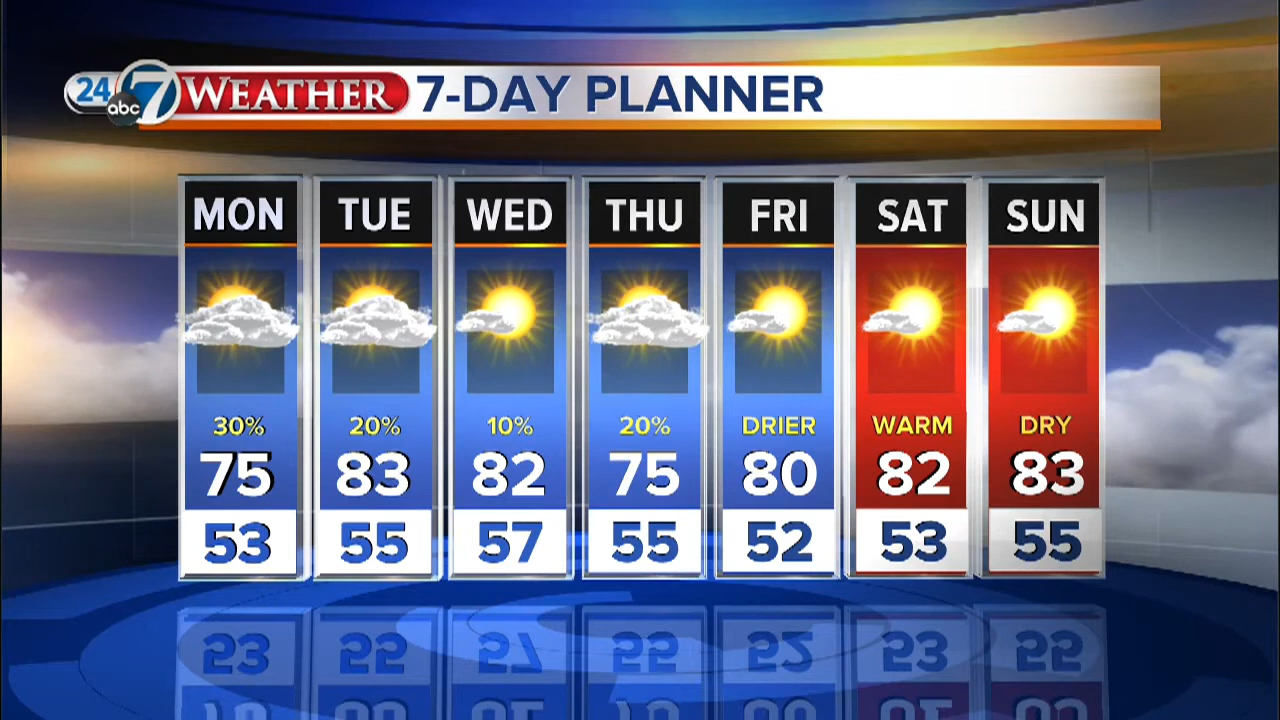 24 abc 7 WEATHER 7-DAY PLANNER
MON TUE WED THU FRI SAT SUN
30% 20% 10% 20% DRIER WARM DRY
75 83 82 75 80 82 83
53 55 57 55 52 53 55